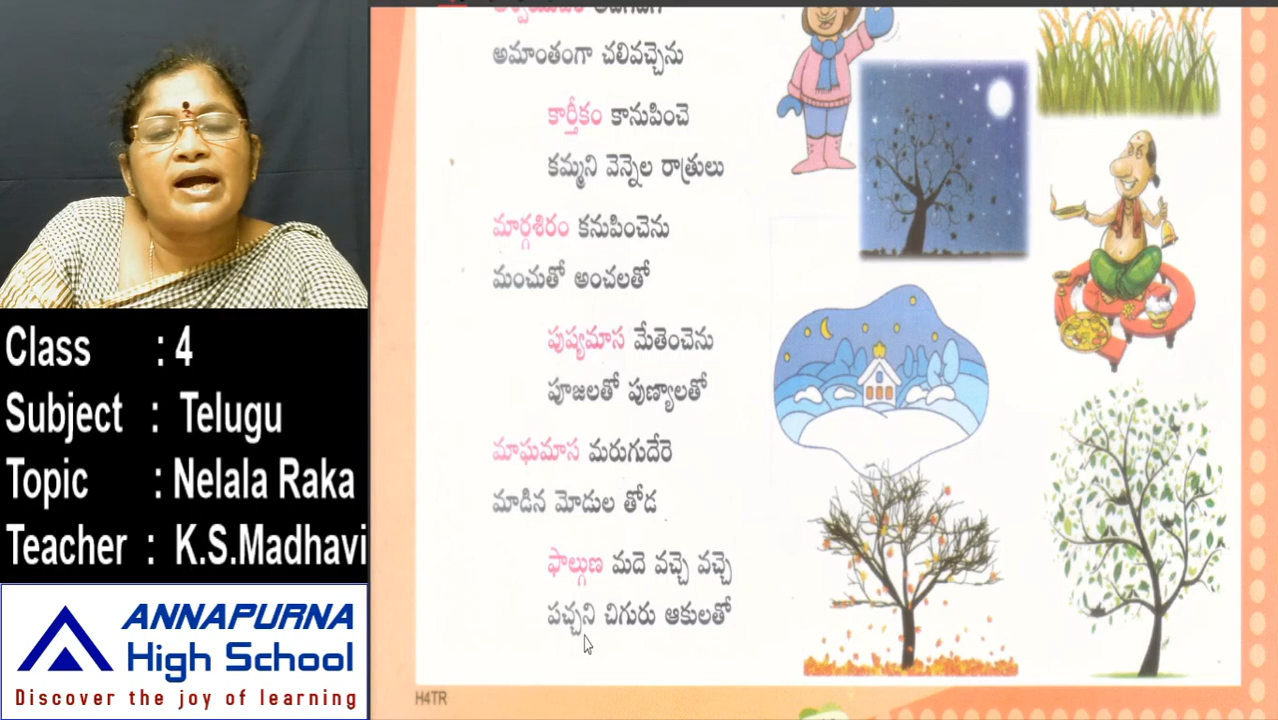 అమాంతంగా చలివచ్చెను
కార్తీకం కానుపించె
కమ్మని వెన్నెల రాత్రులు
మార్గశిరం కనుపించెను
మంచుతో అంచలతో
పుష్యమాస మేతెంచెను
పూజలతో పుణ్యాలతో
మాఘమాస మరుగుదేరె
మాడిన మోడుల తోడ
ఫాల్గుణ మదె వచ్చె వచ్చె
పచ్చని చిగురు ఆకులతో
H4TR
Class : 4
Subject : Telugu
Topic : Nelala Raka
Teacher : K.S.Madhavi
ANNAPURNA
High School
Discover the joy of learning